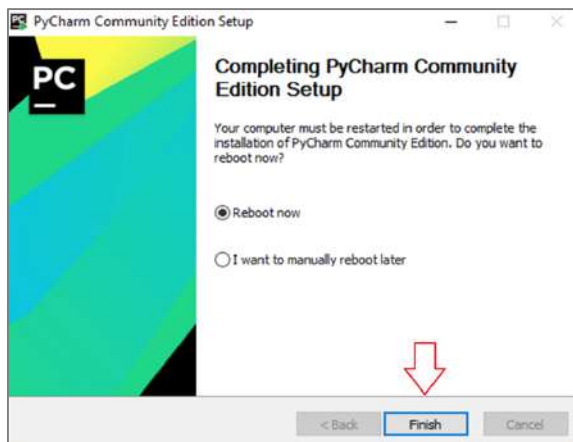 PyCharm Community Edition Setup
PC
Completing PyCharm Community
Edition Setup
Your computer must be restarted in order to complete the
installation of PyCharm Community Edition. Do you want to
reboot now?
Reboot now
I want to manually reboot later
< Back
Finish
Cancel